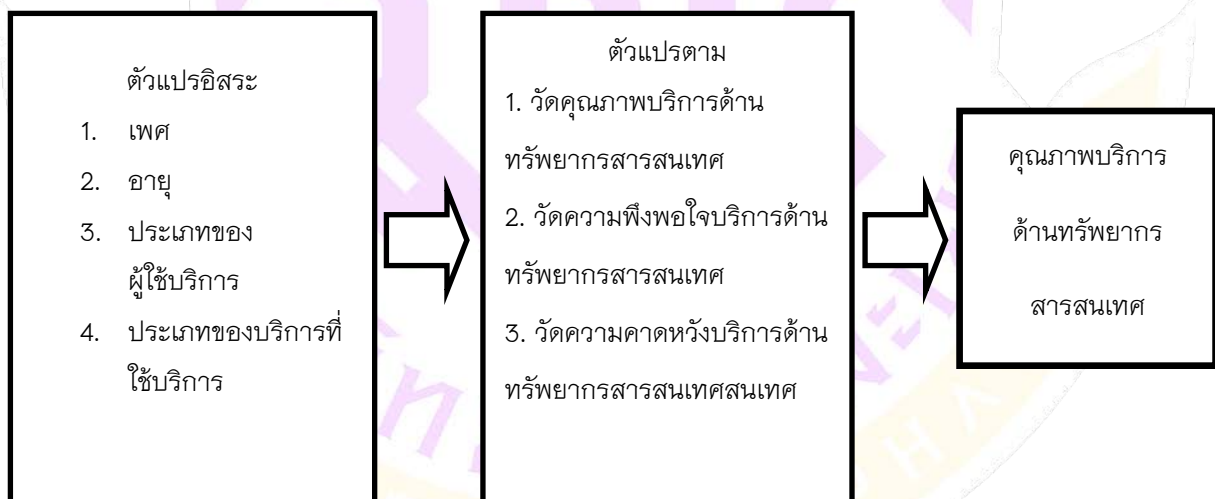 ตัวแปรอิสระ
1. เพศ
2. อายุ
3. ประเภทของ
ผู้ใช้บริการ
4. ประเภทของบริการที่
ใช้บริการ
ตัวแปรตาม
1. วัดคุณภาพบริการด้าน
ทรัพยากรสารสนเทศ
2. วัดความพึงพอใจบริการด้าน
ทรัพยากรสารสนเทศ
3. วัดความคาดหวังบริการด้าน
ทรัพยากรสารสนเทศสนเทศ
คุณภาพบริการ
ด้านทรัพยากร
สารสนเทศ